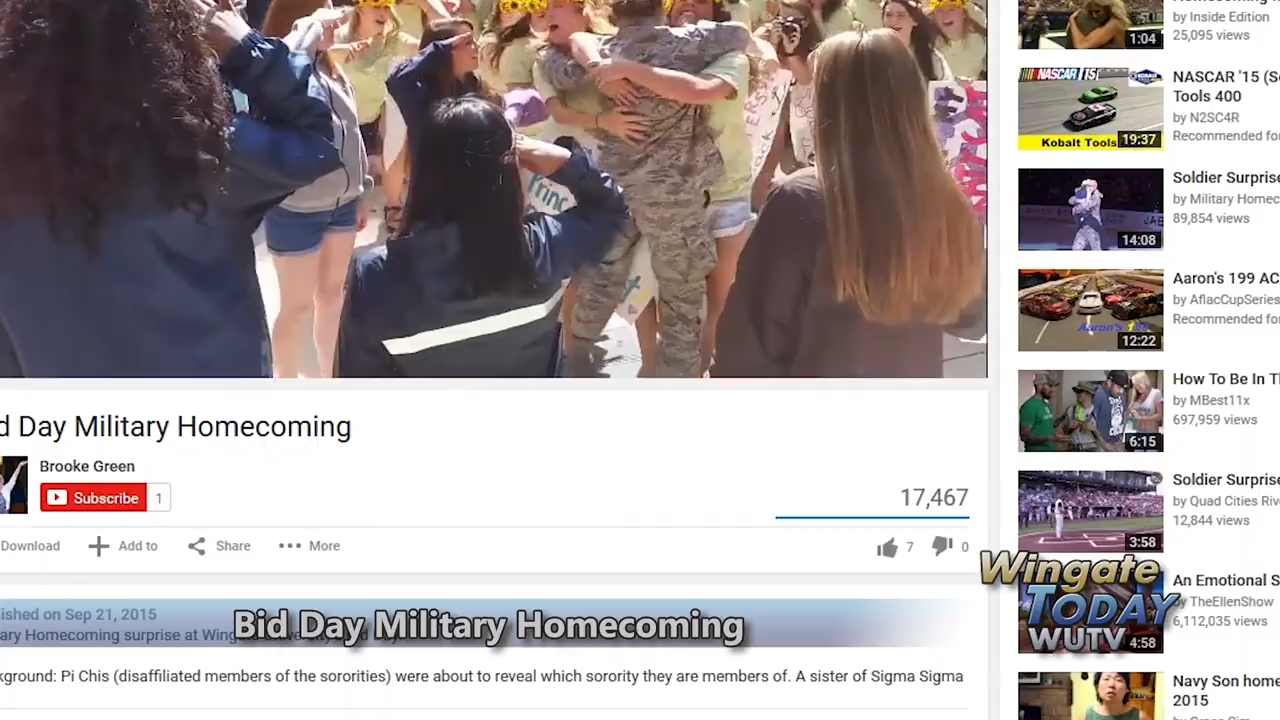 by Inside Edition
25,095 views
1:04
NASCAR '15
NASCAR '15 (S
Tools 400
by N2SC4R
Recommended fo
Kobalt Tools
19:37
Soldier Surprise
by Military Homec
89,854 views
14:08
Aaron's 199 AC
by AflacCupSeries
Recommended fo
12:22
How To Be In T
by MBest11x
697,959 views
6:15
Soldier Surprise
by Quad Cities Riv
12,844 views
3:58
An Emotional S
by TheEllenShow
6,112,035 views
4:58
Navy Son home
2015
d Day Military Homecoming
Brooke Green
Subscribe 1
17,467
Download Add to Share More
7 0
ished on Sep 21, 2015
ary Homecoming surprise at Wing
Bid Day Military Homecoming
kground: Pi Chis (disaffiliated members of the sororities) were about to reveal which sorority they are members of. A sister of Sigma Sigma
Wingate
TODAY
WUTV